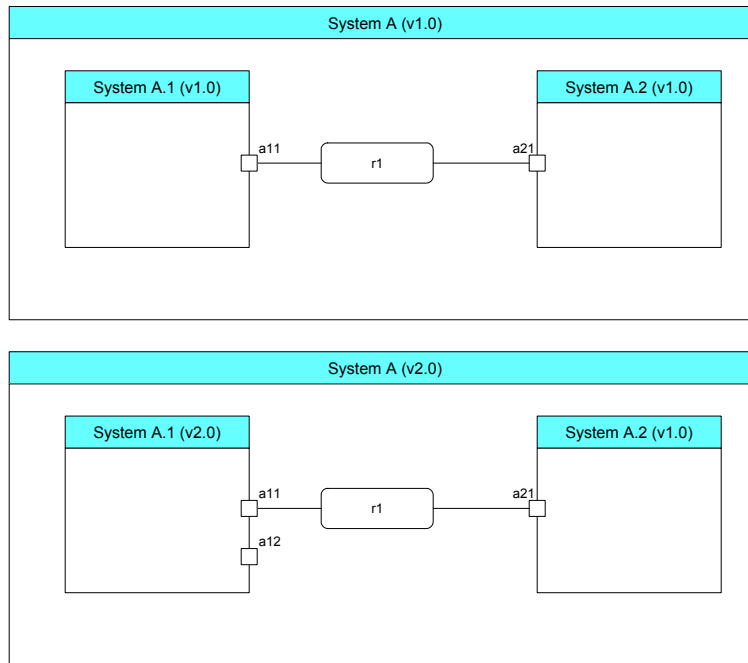 System A (v1.0)
System A.1 (v1.0)
System A.2 (v1.0)
a11
a21
r1
System A (v2.0)
System A.1 (v2.0)
System A.2 (v1.0)
a11
a21
r1
a12